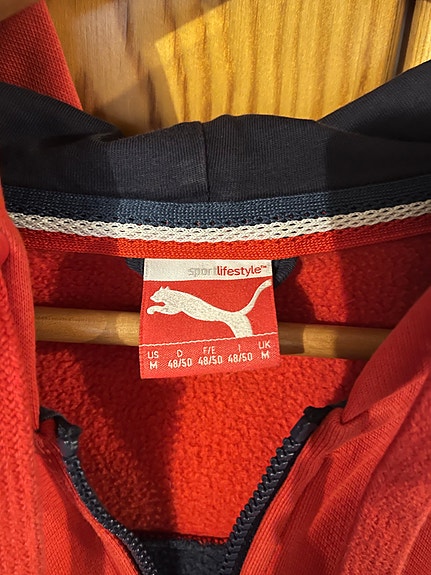 sportlifestyle™
US D F/E I UK
M 48/50 48/50 48/50 M